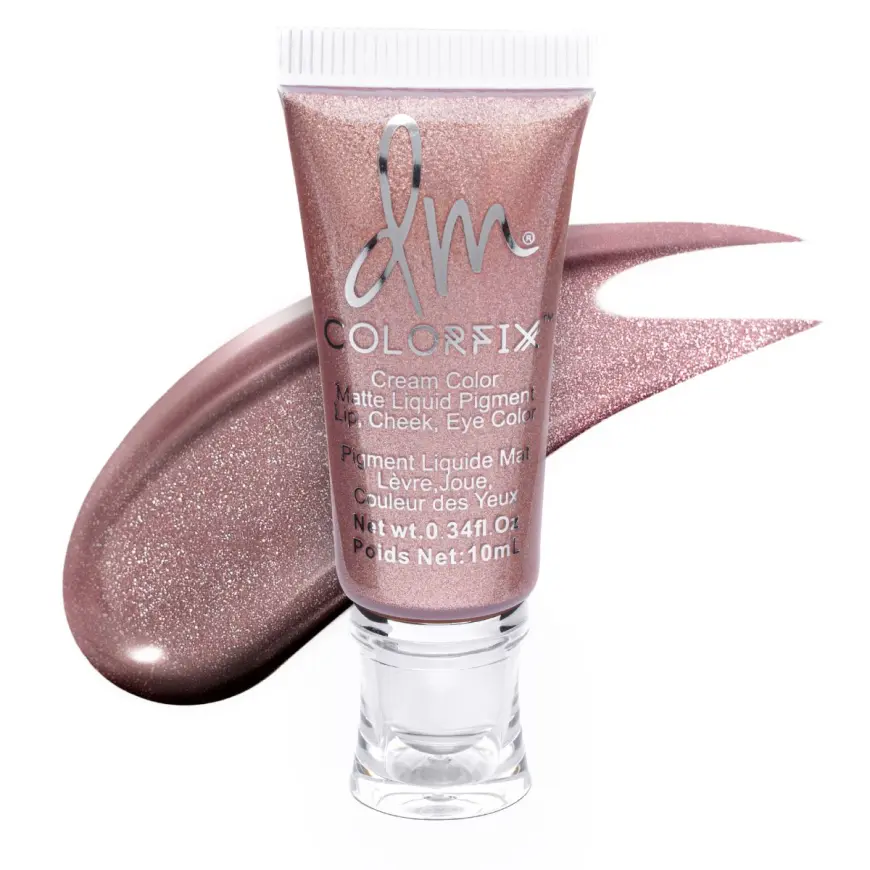 dm®
COLORFIX™
Cream Color
Matte Liquid Pigment
Lip, Cheek, Eye Color
Pigment Liquide Mat
Lèvre,Joue,
Couleur des Yeux
Net wt.0.34fl.Oz
Poids Net:10mL